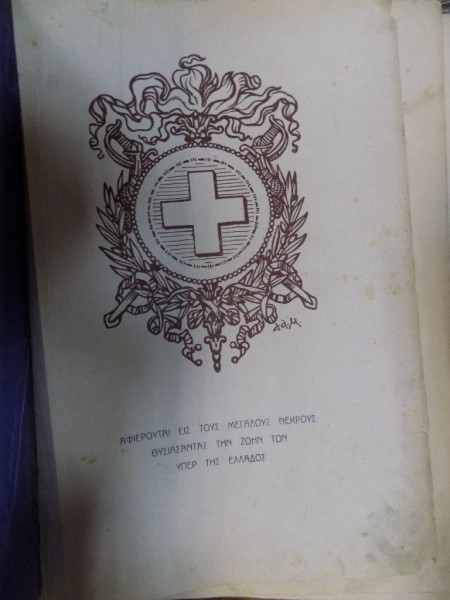 ΑΦΙΕΡΟΥΤΑΙ ΕΙΣ ΤΟΥΣ ΜΕΓΑΛΟΥΣ ΝΕΚΡΟΥΣ
ΘΥΣΙΑΣΑΝΤΑΣ ΤΗΝ ΖΩΗΝ ΤΩΝ
ΥΠΕΡ ΤΗΣ ΕΛΛΑΔΟΣ